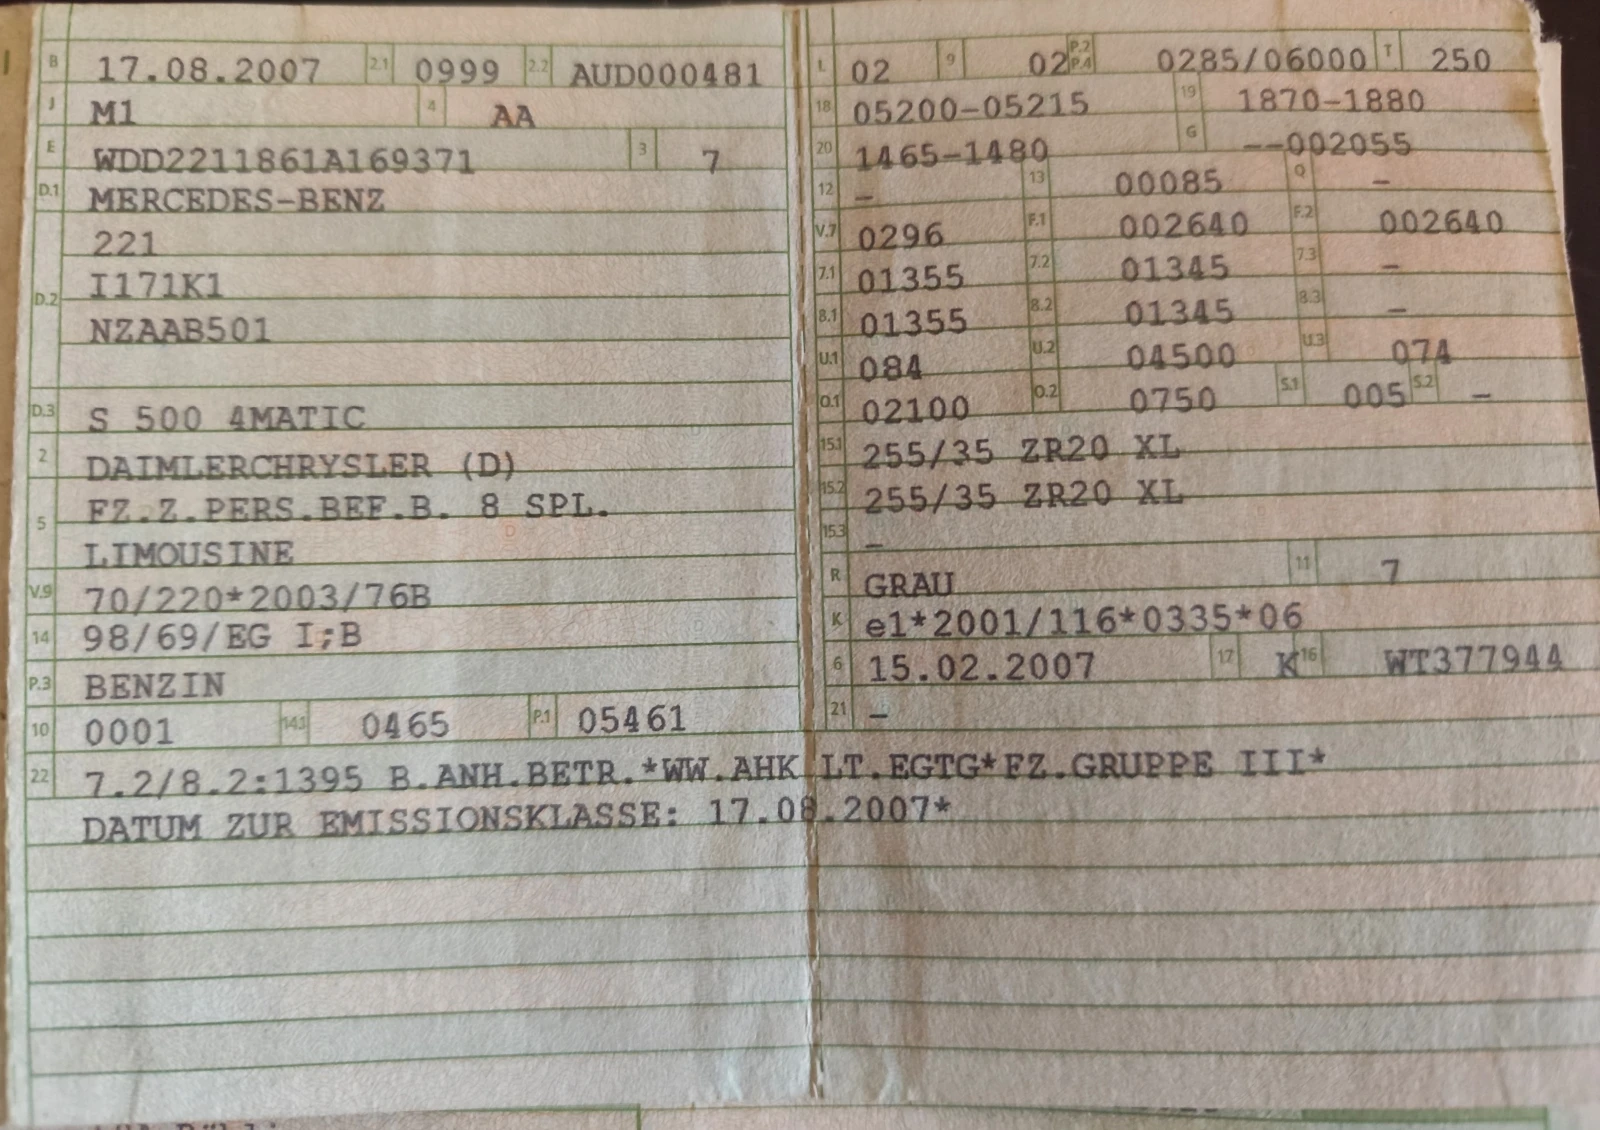 B 17.08.2007 2.1 0999 2.2 AUD000481
J M1 4 AA
E WDD2211861A169371 3 7
D.1 MERCEDES-BENZ
221
D.2 I171K1
NZAAB501
D.3 S 500 4MATIC
2 DAIMLERCHRYSLER (D)
5 FZ.Z.PERS.BEF.B. 8 SPL.
LIMOUSINE
V.9 70/220*2003/76B
14 98/69/EG I;B
P.3 BENZIN
10 0001 14.1 0465 P.1 05461
L 02 9 02 P.2 P.4 0285/06000 T 250
18 05200-05215 19 1870-1880
20 1465-1480 G --002055
12 - 13 00085 Q -
V.7 0296 F.1 002640 F.2 002640
7.1 01355 7.2 01345 7.3 -
8.1 01355 8.2 01345 8.3 -
U.1 084 U.2 04500 U.3 074
O.1 02100 O.2 0750 S.1 005 S.2 -
15.1 255/35 ZR20 XL
15.2 255/35 ZR20 XL
15.3 -
R GRAU 11 7
K e1*2001/116*0335*06
6 15.02.2007 17 K 16 WT377944
21 -
22 7.2/8.2:1395 B.ANH.BETR.*WW.AHK LT.EGTG*FZ.GRUPPE III*
DATUM ZUR EMISSIONSKLASSE: 17.08.2007*